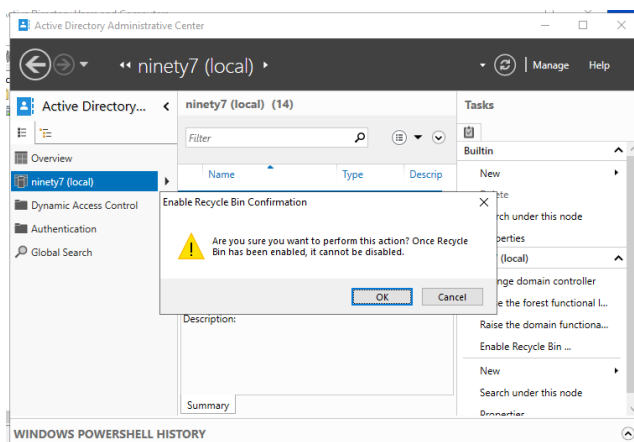 Active Directory Administrative Center
ninety7 (local)
Manage
Help
Active Directory...
ninety7 (local) (14)
Tasks
Filter
Builtin
Overview
Name
Type
Descrip
New
ninety7 (local)
Dynamic Access Control
Authentication
Global Search
Enable Recycle Bin Confirmation
Are you sure you want to perform this action? Once Recycle
Bin has been enabled, it cannot be disabled.
OK
Cancel
under this node
(local)
domain controller
the forest functional l...
Description:
Raise the domain functiona...
Enable Recycle Bin ...
New
Search under this node
Properties
Summary
WINDOWS POWERSHELL HISTORY